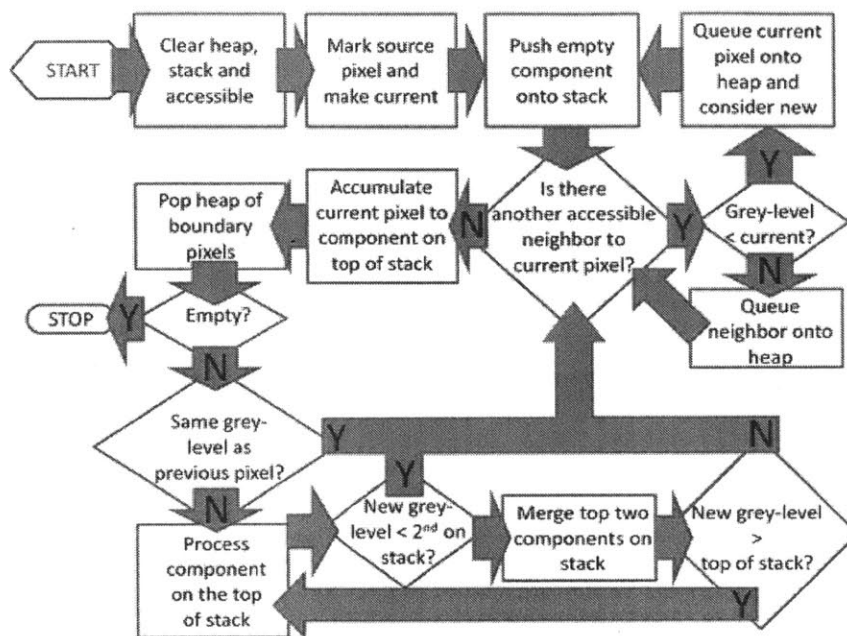 START
Clear heap,
stack and
accessible
Mark source
pixel and
make current
Push empty
component
onto stack
Queue current
pixel onto
heap and
consider new
Y
Pop heap of
boundary
pixels
Accumulate
current pixel to
component on
top of stack
N
Is there
another accessible
neighbor to
current pixel?
Y
Grey-level
< current?
N
STOP
Y
Empty?
Queue
neighbor onto
heap
N
Same grey-
level as
previous pixel?
Y
N
N
Y
Process
component
on the top
of stack
New grey-
level < 2nd on
stack?
Merge top two
components on
stack
New grey-level
>
top of stack?
Y